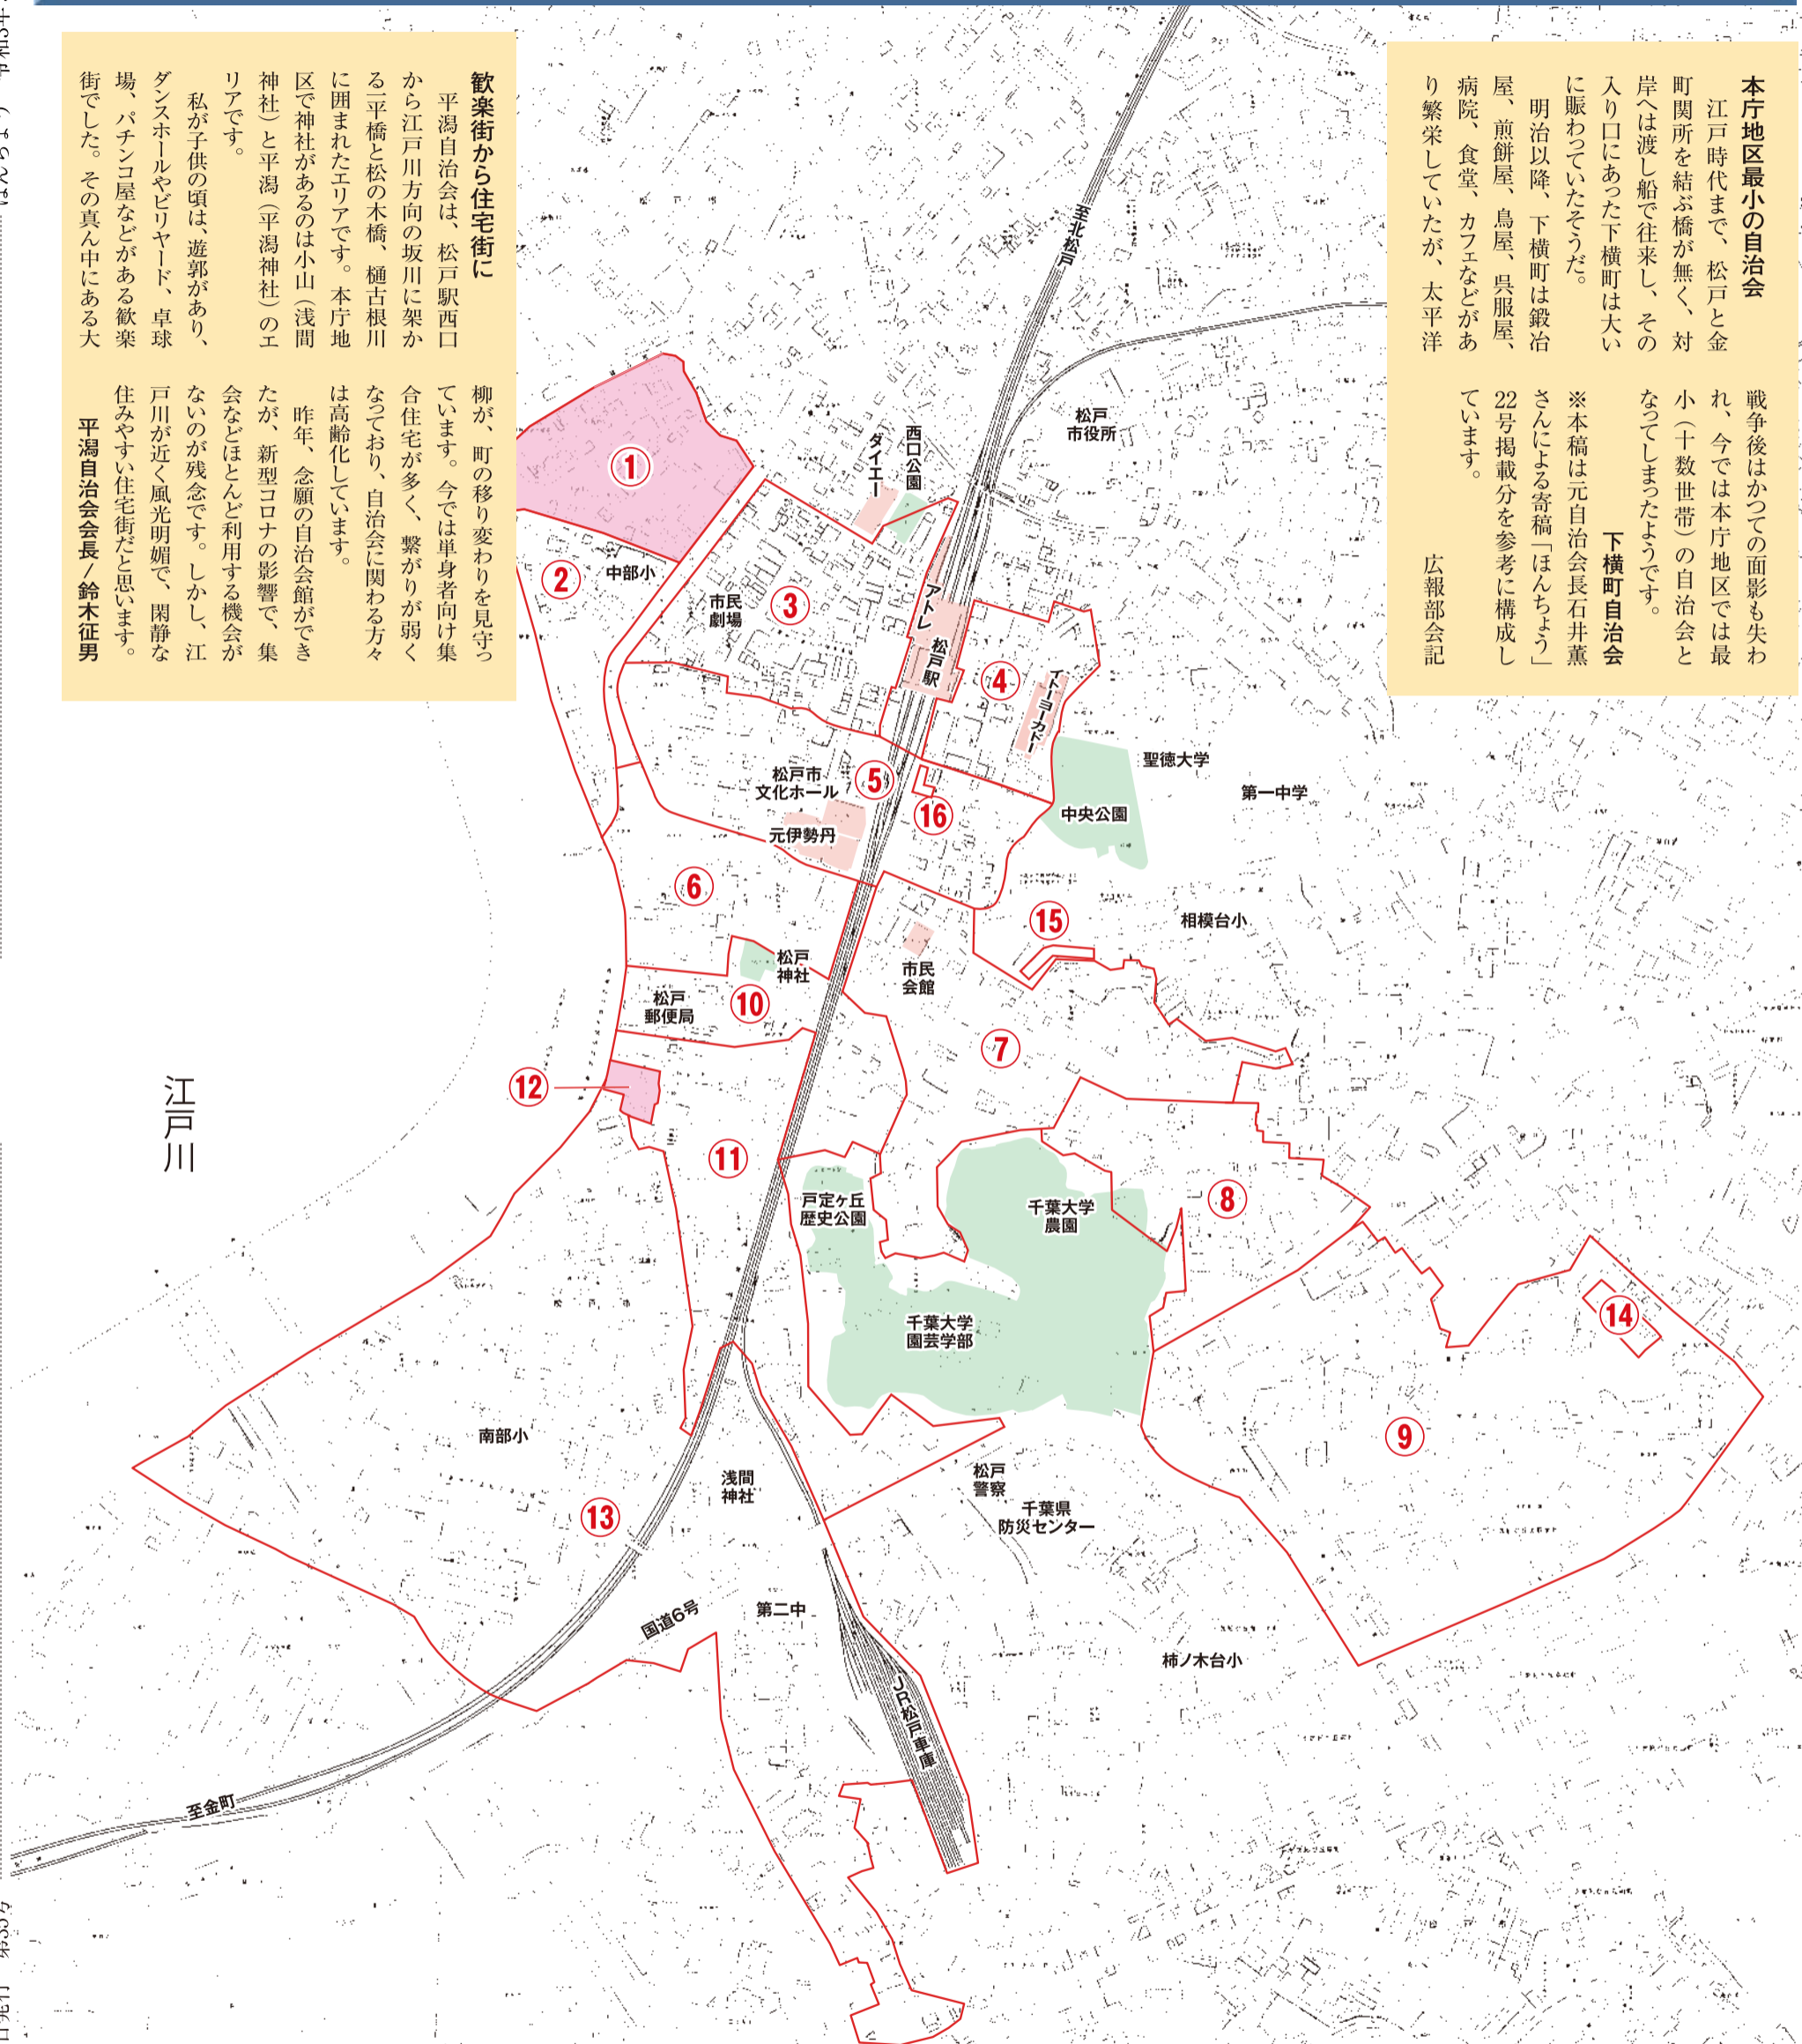 本庁地区最小の自治会
　江戸時代まで、松戸と金
町関所を結ぶ橋が無く、対
岸へは渡し船で往来し、その
入り口にあった下横町は大い
に賑わっていたそうだ。
　明治以降、下横町は鍛冶
屋、煎餅屋、鳥屋、呉服屋、
病院、食堂、カフェなどがあ
り繁栄していたが、太平洋
戦争後はかつての面影も失わ
れ、今では本庁地区では最
小（十数世帯）の自治会と
なってしまったようです。
下横町自治会
※本稿は元自治会長石井薫
さんによる寄稿「ほんちょう」
22号掲載分を参考に構成し
ています。
広報部会記
歓楽街から住宅街に
　平潟自治会は、松戸駅西口
から江戸川方向の坂川に架か
る一平橋と松の木橋、樋古根川
に囲まれたエリアです。本庁地
区で神社があるのは小山（浅間
神社）と平潟（平潟神社）のエ
リアです。
　私が子供の頃は、遊郭があり、
ダンスホールやビリヤード、卓球
場、パチンコ屋などがある歓楽
街でした。その真ん中にある大
柳が、町の移り変わりを見守っ
ています。今では単身者向け集
合住宅が多く、繋がりが弱く
なっており、自治会に関わる方々
は高齢化しています。
　昨年、念願の自治会館ができ
たが、新型コロナの影響で、集
会などほとんど利用する機会が
ないのが残念です。しかし、江
戸川が近く風光明媚で、閑静な
住みやすい住宅街だと思います。
平潟自治会会長/鈴木征男
至北松戸
松戸
市役所
西口公園
ダイエー
①
②
中部小
市民
劇場
③
アトレ
松戸駅
④
イトーヨーカドー
聖徳大学
第一中学
中央公園
松戸市
文化ホール
⑤
⑯
元伊勢丹
⑥
⑮
相模台小
松戸
神社
市民
会館
松戸
郵便局
⑩
⑦
⑫
江戸川
⑪
戸定ヶ丘
歴史公園
千葉大学
農園
⑧
千葉大学
園芸学部
⑭
南部小
⑨
浅間
神社
松戸
警察
千葉県
防災センター
⑬
国道6号
第二中
柿ノ木台小
JR松戸車庫
至金町